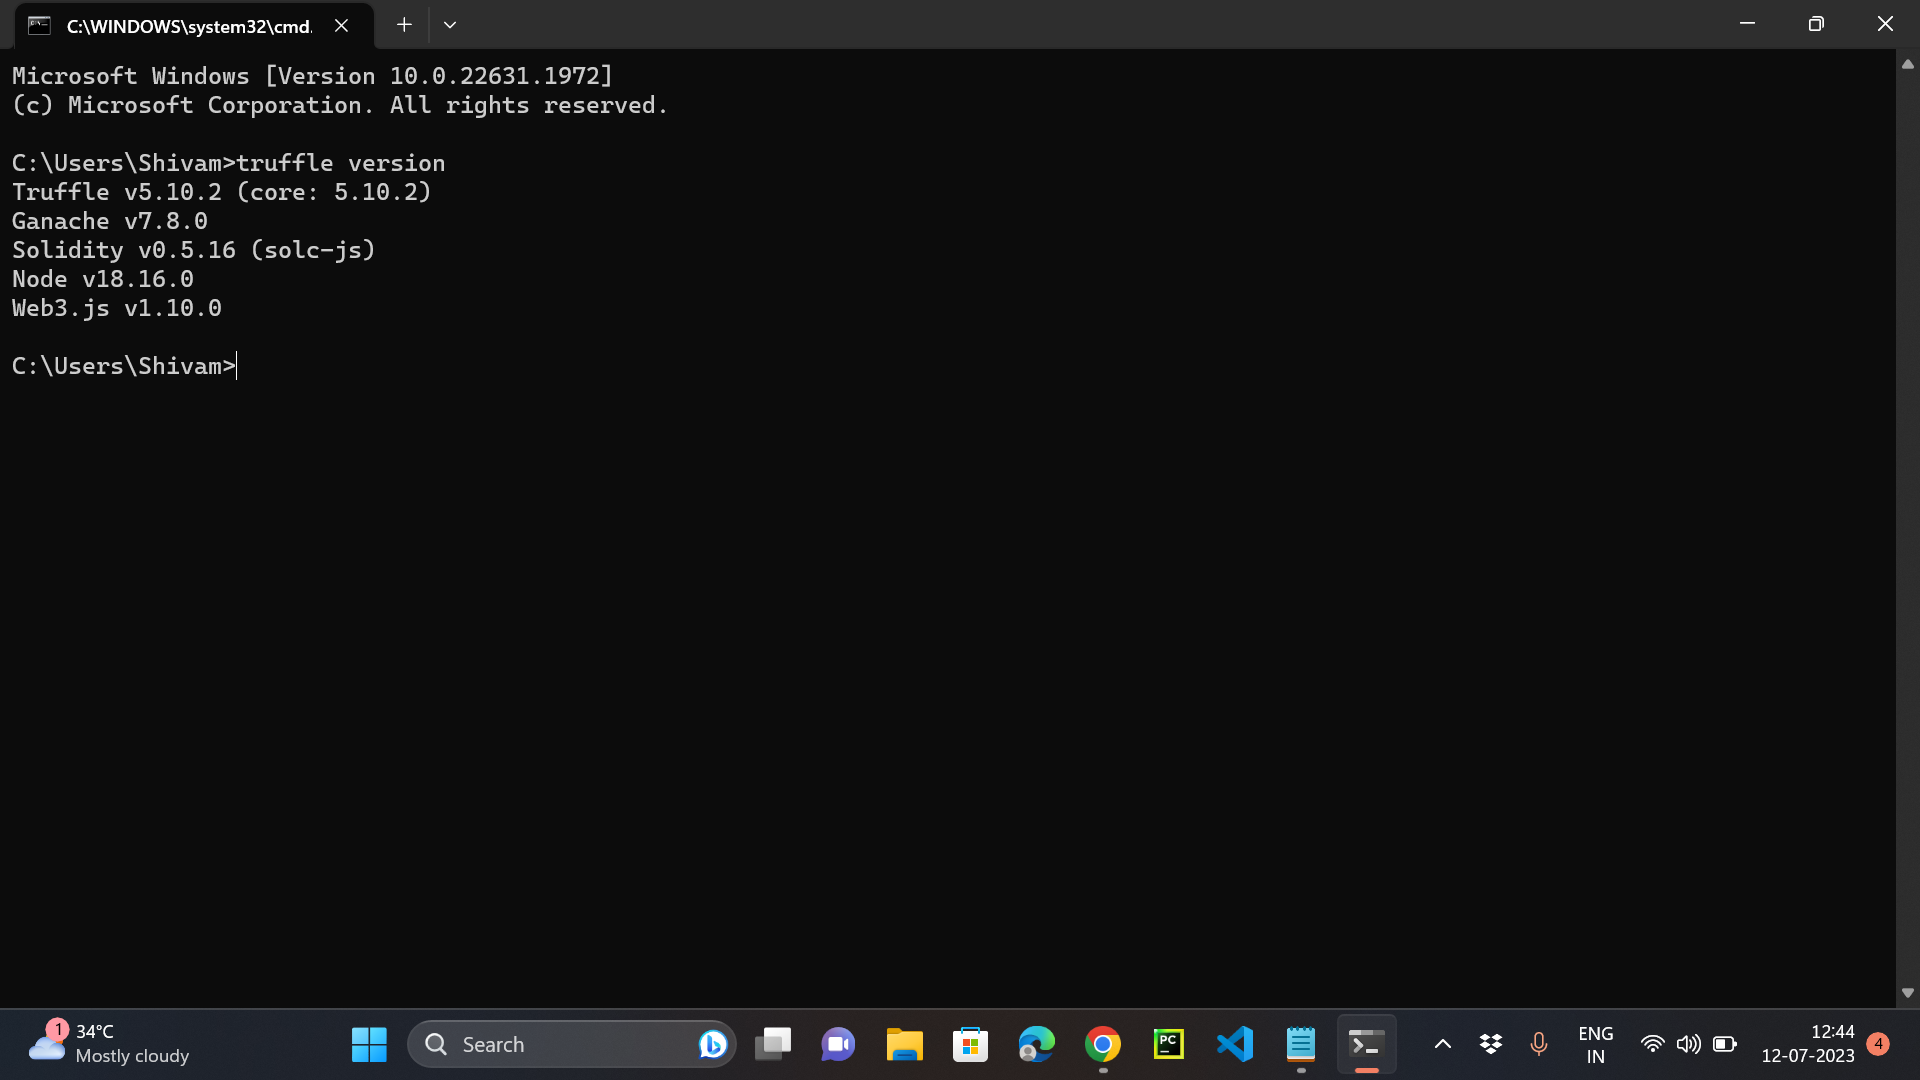 C:\WINDOWS\system32\cmd.
Microsoft Windows [Version 10.0.22631.1972]
(c) Microsoft Corporation. All rights reserved.
C:\Users\Shivam>truffle version
Truffle v5.10.2 (core: 5.10.2)
Ganache v7.8.0
Solidity v0.5.16 (solc-js)
Node v18.16.0
Web3.js v1.10.0
C:\Users\Shivam>
1
34°C
Mostly cloudy
Search
PC
ENG
IN
12:44
12-07-2023
4